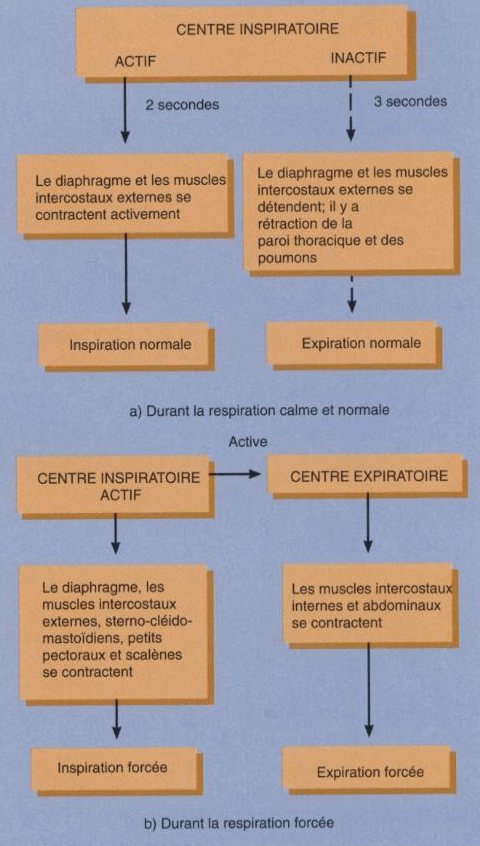 CENTRE INSPIRATOIRE
ACTIF
INACTIF
2 secondes
3 secondes
Le diaphragme et les muscles
intercostaux externes se
contractent activement
Le diaphragme et les muscles
intercostaux externes se
détendent; il y a
rétraction de la
paroi thoracique et des
poumons
Inspiration normale
Expiration normale
a) Durant la respiration calme et normale
Active
CENTRE INSPIRATOIRE
ACTIF
CENTRE EXPIRATOIRE
Le diaphragme, les
muscles intercostaux
externes, sterno-cléido-
mastoïdiens, petits
pectoraux et scalènes
se contractent
Les muscles intercostaux
internes et abdominaux
se contractent
Inspiration forcée
Expiration forcée
b) Durant la respiration forcée